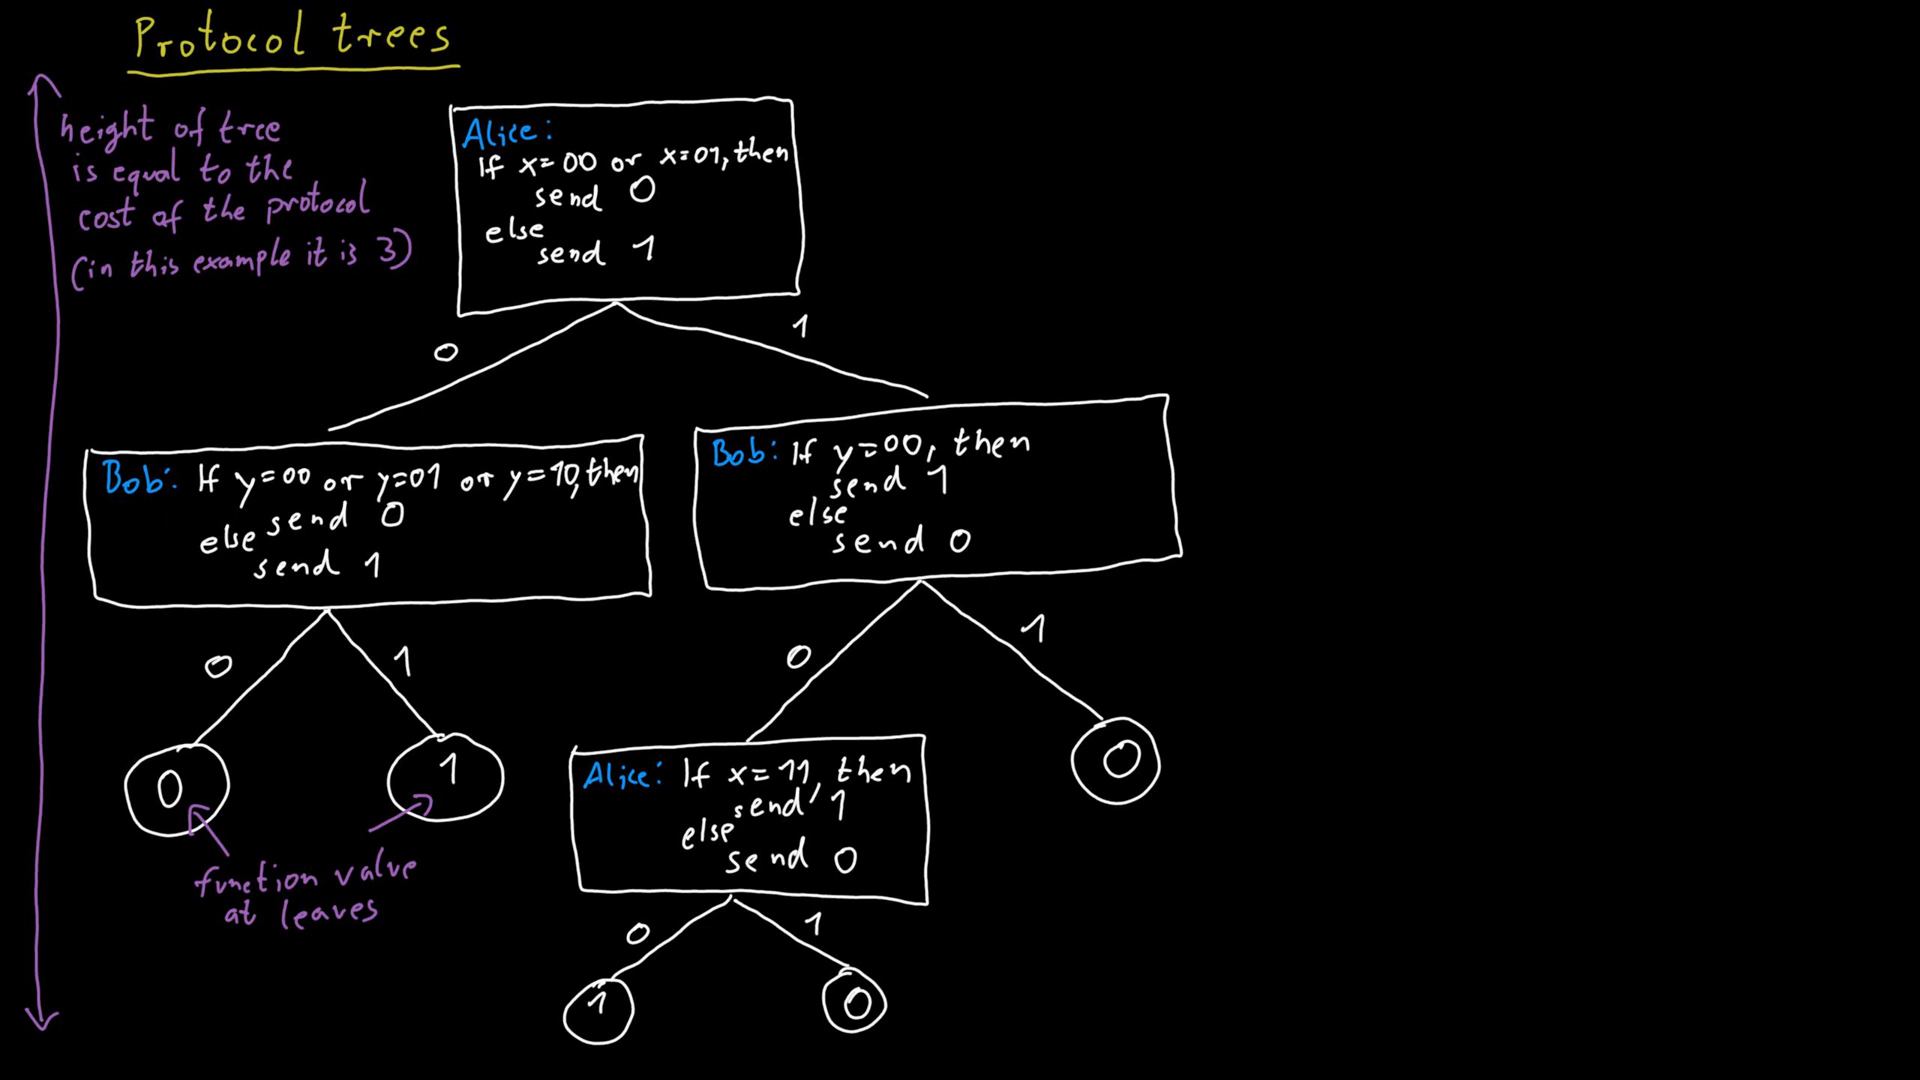 Protocol trees
height of tree
is equal to the
cost of the protocol
(in this example it is 3)
Alice:
If x=00 or x=01, then
send 0
else
send 1
0
1
Bob: If y=00 or y=01 or y=10, then
send 0
else
send 1
Bob: If y=00, then
send 1
else
send 0
0
1
0
1
0
1
0
Alice: If x=11, then
send 1
else
send 0
function value
at leaves
0
1
1
0